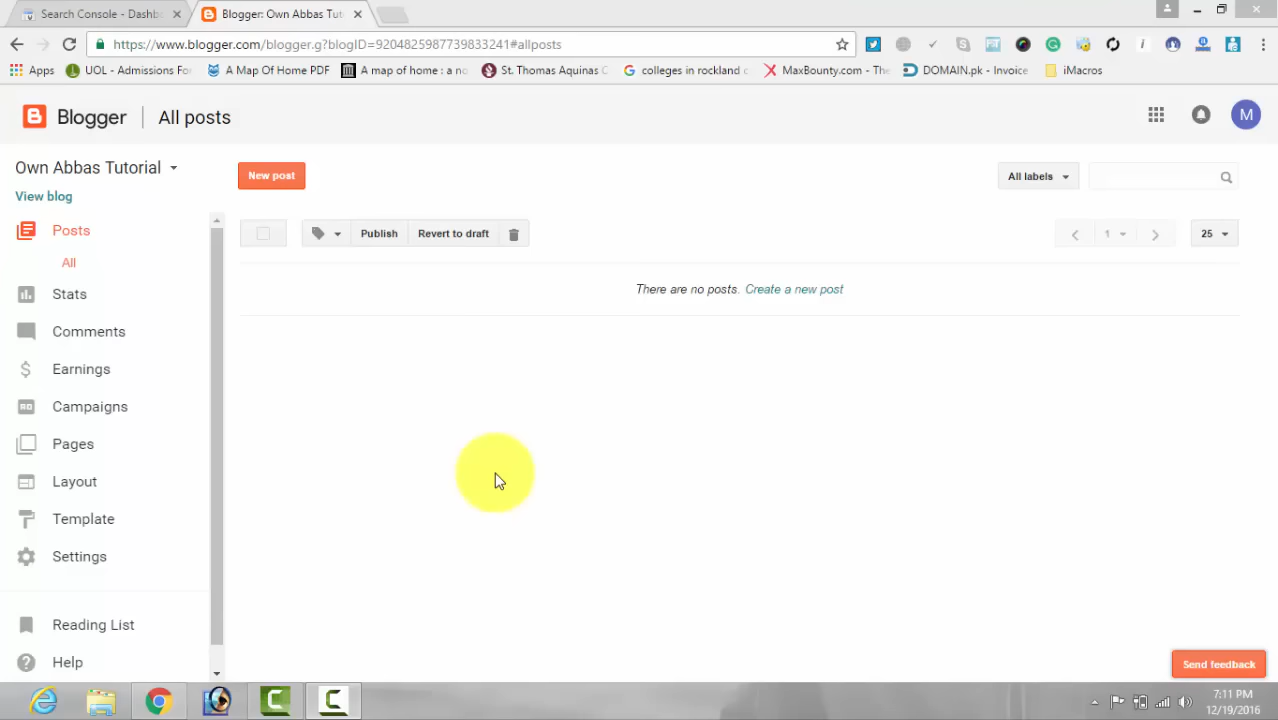 Search Console - Dashbo
Blogger: Own Abbas Tut
https://www.blogger.com/blogger.g?blogID=9204825987739833241#allposts
Apps
UOL - Admissions Fo
A Map Of Home PDF
A map of home : a no
St. Thomas Aquinas C
colleges in rockland c
MaxBounty.com - The
DOMAIN.pk - Invoice
iMacros
Blogger
All posts
M
Own Abbas Tutorial
View blog
New post
All labels
Posts
All
Publish
Revert to draft
1
25
There are no posts. Create a new post
Stats
Comments
Earnings
Campaigns
Pages
Layout
Template
Settings
Reading List
Help
Send feedback
7:11 PM
12/19/2016